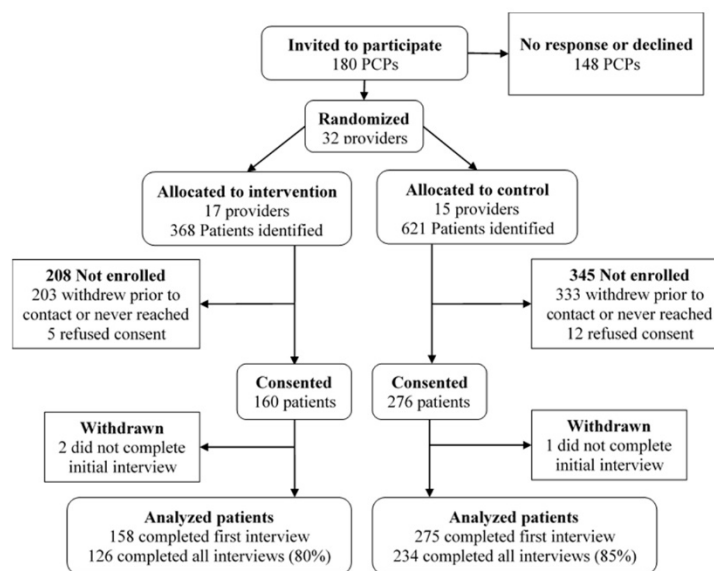 Invited to participate
180 PCPs
No response or declined
148 PCPs
Randomized
32 providers
Allocated to intervention
17 providers
368 Patients identified
Allocated to control
15 providers
621 Patients identified
208 Not enrolled
203 withdrew prior to
contact or never reached
5 refused consent
345 Not enrolled
333 withdrew prior to
contact or never reached
12 refused consent
Consented
160 patients
Consented
276 patients
Withdrawn
2 did not complete
initial interview
Withdrawn
1 did not complete
initial interview
Analyzed patients
158 completed first interview
126 completed all interviews (80%)
Analyzed patients
275 completed first interview
234 completed all interviews (85%)